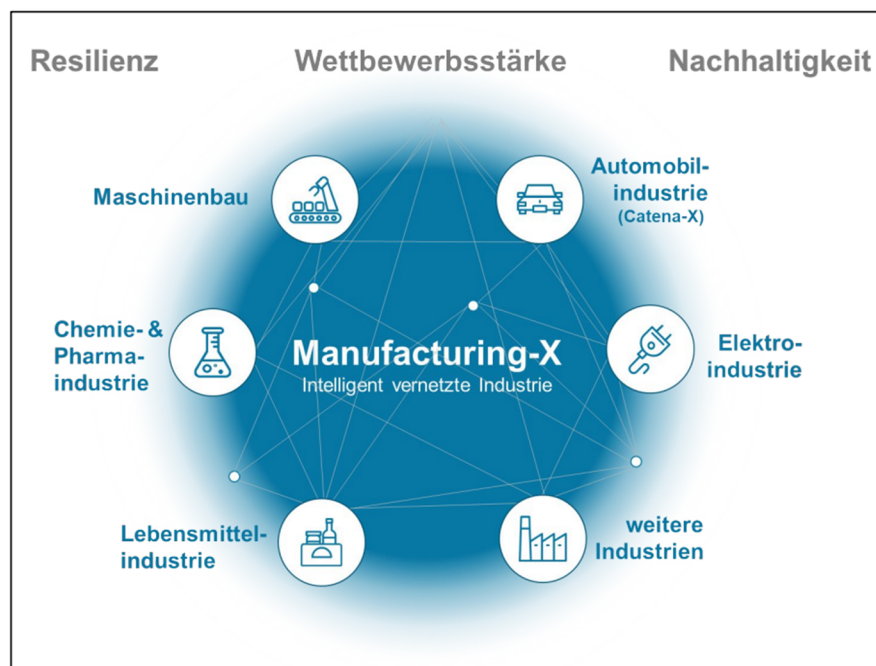 Resilienz
Wettbewerbsstärke
Nachhaltigkeit
Maschinenbau
Automobil-
industrie
(Catena-X)
Chemie- &
Pharma-
industrie
Manufacturing-X
Intelligent vernetzte Industrie
Elektro-
industrie
Lebensmittel-
industrie
weitere
Industrien